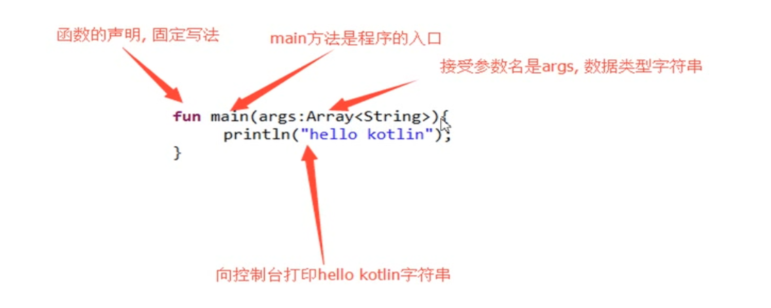 函数的声明, 固定写法
main方法是程序的入口
接受参数名是args, 数据类型字符串
fun main(args:Array<String>){
println("hello kotlin");
}
向控制台打印hello kotlin字符串